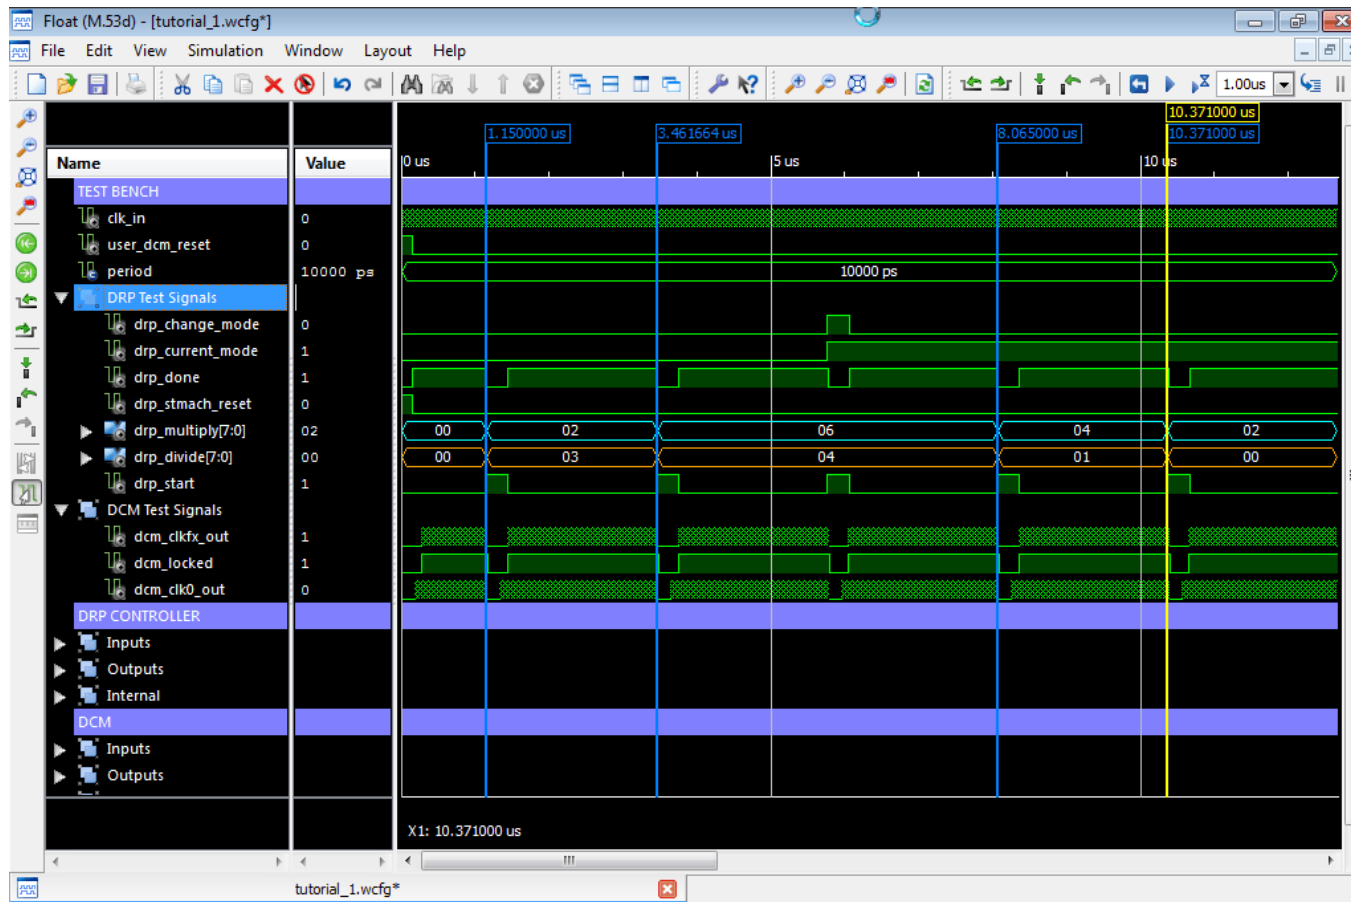 Float (M.53d) - [tutorial_1.wcfg*]
File Edit View Simulation Window Layout Help
1.00us
10.371000 us
1.150000 us 3.461664 us 8.065000 us 10.371000 us
Name Value 0 us 5 us 10 us
TEST BENCH
clk_in 0
user_dcm_reset 0
period 10000 ps 10000 ps
DRP Test Signals
drp_change_mode 0
drp_current_mode 1
drp_done 1
drp_stmach_reset 0
drp_multiply[7:0] 02 00 02 06 04 02
drp_divide[7:0] 00 00 03 04 01 00
drp_start 1
DCM Test Signals
dcm_clkfx_out 1
dcm_locked 1
dcm_clk0_out 0
DRP CONTROLLER
Inputs
Outputs
Internal
DCM
Inputs
Outputs
X1: 10.371000 us
tutorial_1.wcfg*